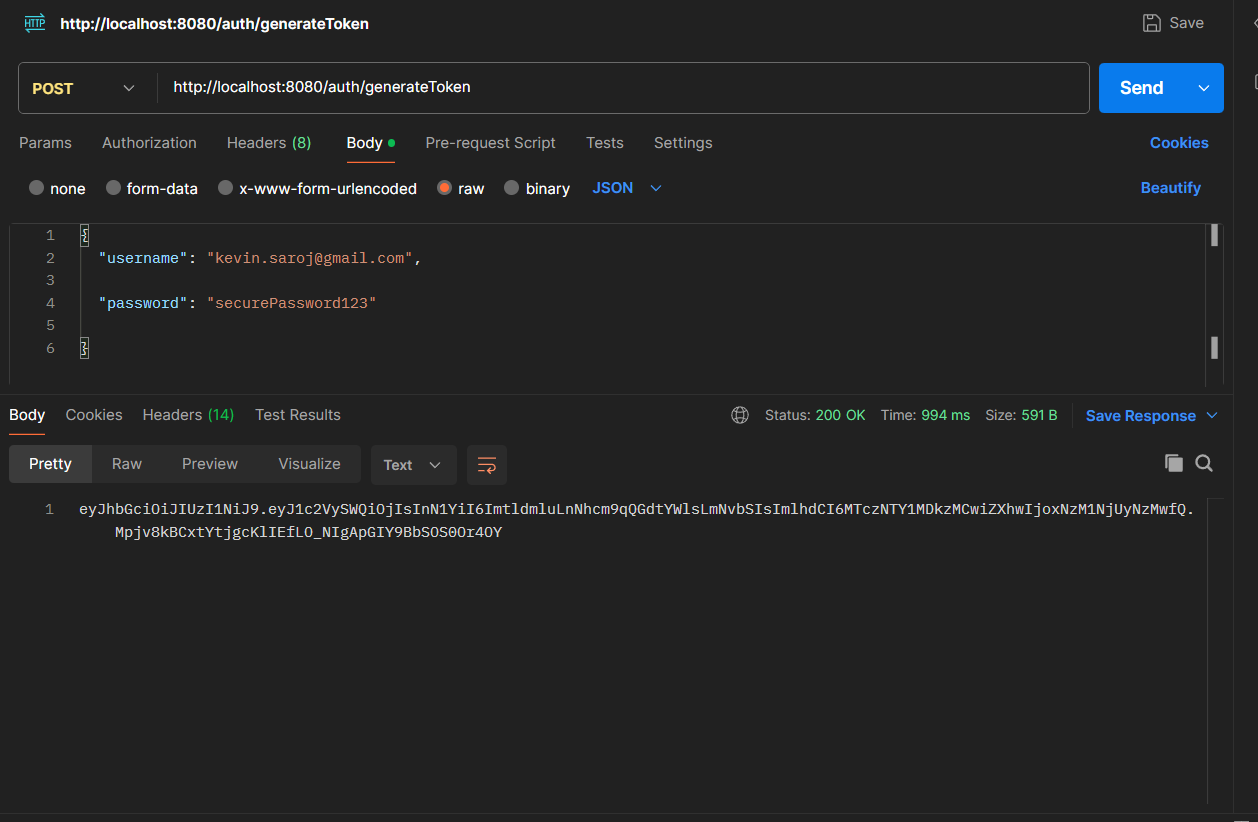 HTTP http://localhost:8080/auth/generateToken Save
POST http://localhost:8080/auth/generateToken Send
Params Authorization Headers (8) Body Pre-request Script Tests Settings Cookies
none form-data x-www-form-urlencoded raw binary JSON Beautify
1 {
2 "username": "kevin.saroj@gmail.com",
3
4 "password": "securePassword123"
5
6 }
Body Cookies Headers (14) Test Results Status: 200 OK Time: 994 ms Size: 591 B Save Response
Pretty Raw Preview Visualize Text
1 eyJhbGciOiJIUzI1NiJ9.eyJ1c2VySWQiOjIsInN1YiI6ImtldmluLnNhcm9qQGdtYWlsLmNvbSIsImlhdCI6MTczNTY1MDkzMCwiZXhwIjoxNzM1NjUyNzMwfQ.
Mpjv8kBCxtYtjgcKlIEfLO_NIgApGIY9BbSOS0Or4OY